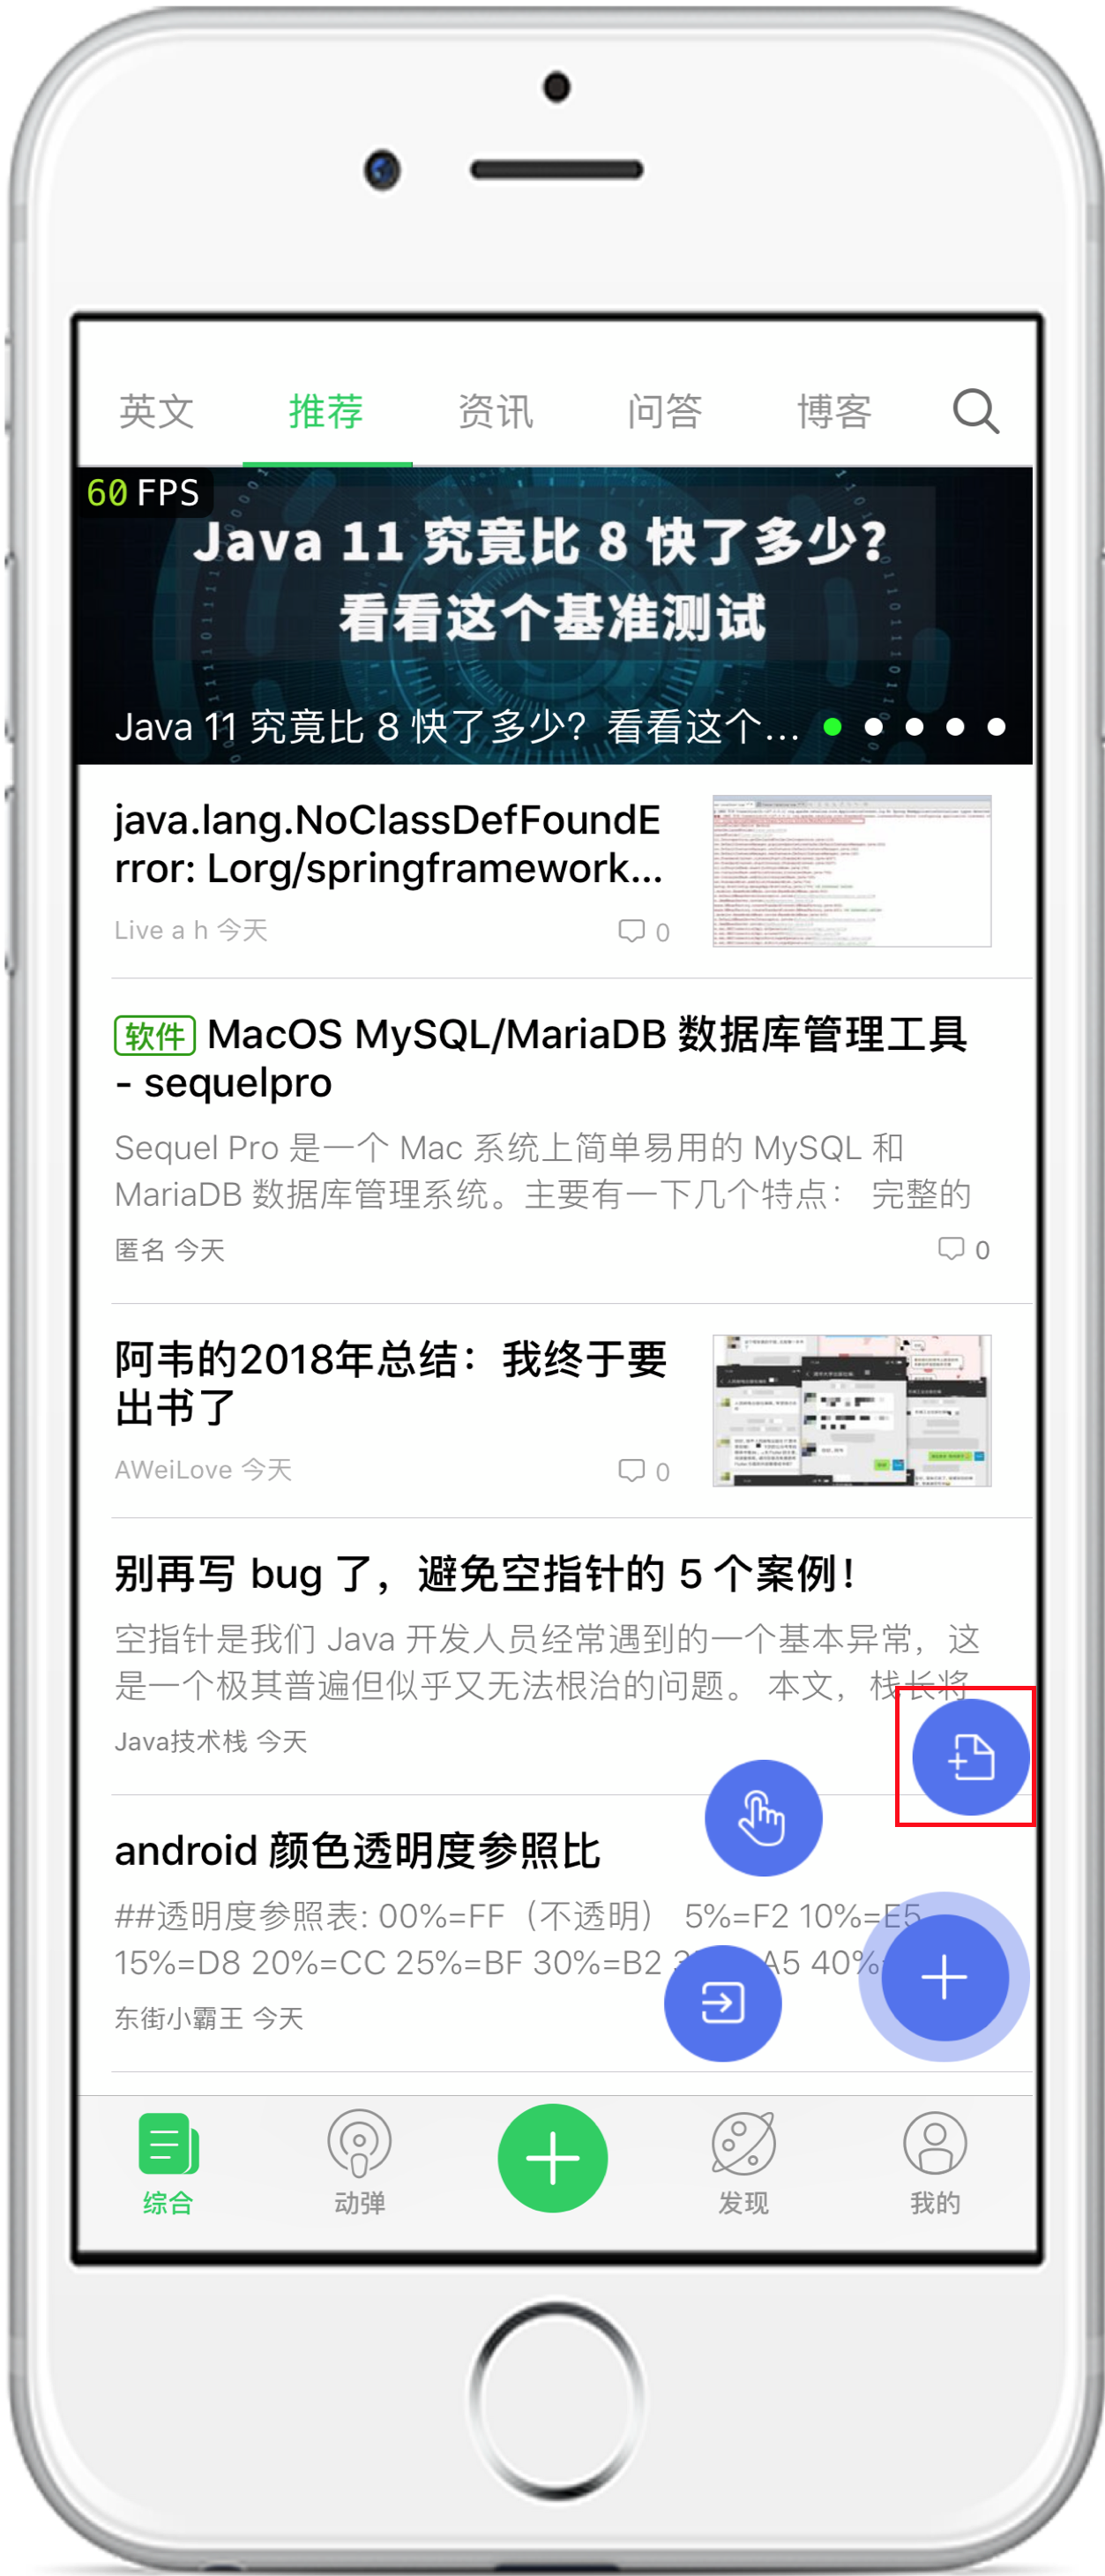 英文 推荐 资讯 问答 博客
60 FPS
Java 11 究竟比 8 快了多少?
看看这个基准测试
Java 11 究竟比 8 快了多少？看看这个...
java.lang.NoClassDefFoundE
rror: Lorg/springframework...
Live a h 今天 0
软件 MacOS MySQL/MariaDB 数据库管理工具
- sequelpro
Sequel Pro 是一个 Mac 系统上简单易用的 MySQL 和
MariaDB 数据库管理系统。主要有一下几个特点： 完整的
匿名 今天 0
阿韦的2018年总结：我终于要
出书了
AWeiLove 今天 0
别再写 bug 了，避免空指针的 5 个案例！
空指针是我们 Java 开发人员经常遇到的一个基本异常，这
是一个极其普遍但似乎又无法根治的问题。 本文，栈长将
Java技术栈 今天
android 颜色透明度参照比
##透明度参照表: 00%=FF（不透明） 5%=F2 10%=E5
15%=D8 20%=CC 25%=BF 30%=B2 A5 40%
东街小霸王 今天
综合 动弹 发现 我的